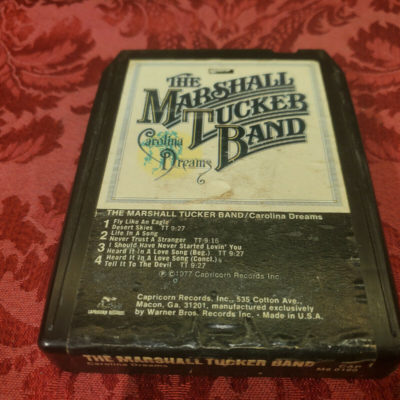 THE
MARSHALL
TUCKER
BAND
Carolina
Dreams
THE MARSHALL TUCKER BAND/Carolina Dreams
1 Fly Like An Eagle
Desert Skies TT 9:27
2 Life In A Song
Never Trust A Stranger TT 9:16
3 I Should Have Never Started Lovin' You
Heard It In A Love Song (Beg.) TT 9:27
4 Heard It In A Love Song (Concl.)
Tell It To The Devil TT 9:27
℗ ©1977 Capricorn Records Inc.
CAPRICORN RECORDS
Capricorn Records, Inc., 535 Cotton Ave.,
Macon, Ga. 31201, manufactured exclusively
by Warner Bros. Records Inc. • Made in U.S.A.
THE MARSHALL TUCKER BAND
Carolina Dreams